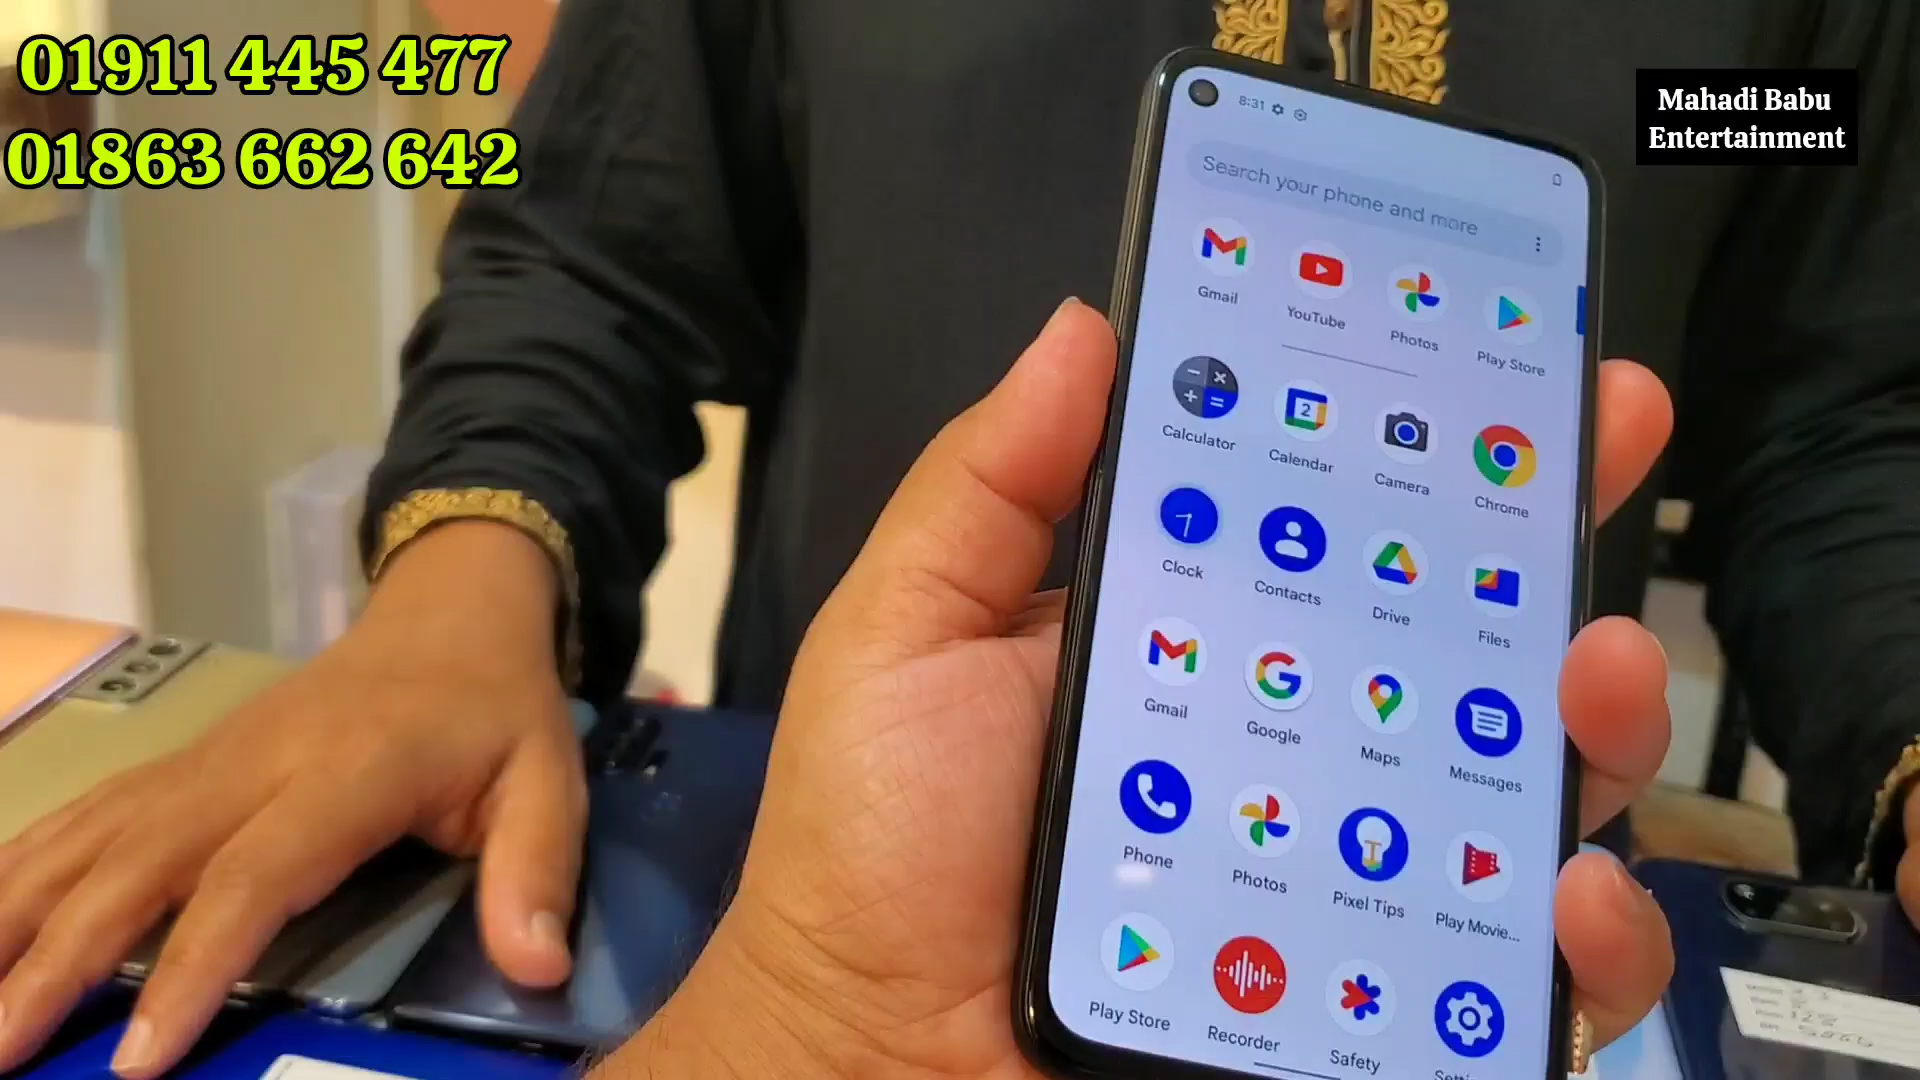 01911 445 477
01863 662 642
Mahadi Babu
Entertainment
8:31
Search your phone and more
Gmail
YouTube
Photos
Play Store
Calculator
2
Calendar
Camera
Chrome
Clock
Contacts
Drive
Files
Gmail
Google
Maps
Messages
Phone
Photos
Pixel Tips
Play Movie...
Play Store
Recorder
Safety